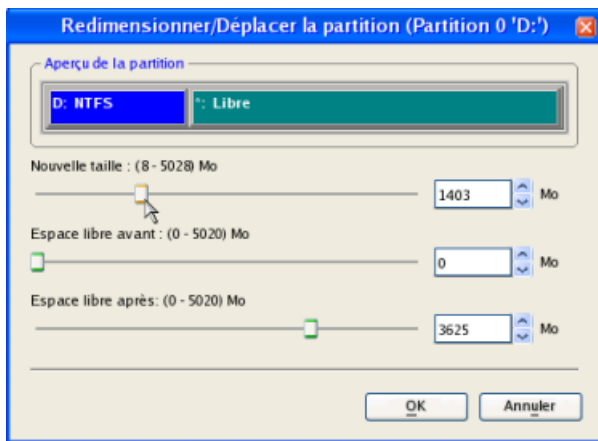 Redimensionner/Déplacer la partition (Partition 0 'D:')
Aperçu de la partition
D: NTFS
*: Libre
Nouvelle taille : (8 - 5028) Mo
1403 Mo
Espace libre avant : (0 - 5020) Mo
0 Mo
Espace libre après: (0 - 5020) Mo
3625 Mo
OK
Annuler